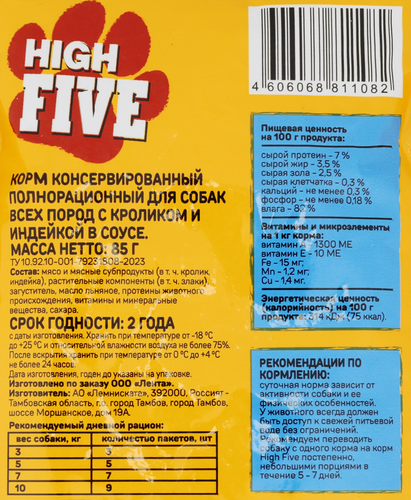 HIGH
FIVE
4 606068 811082
КОРМ КОНСЕРВИРОВАННЫЙ
ПОЛНОРАЦИОННЫЙ ДЛЯ СОБАК
ВСЕХ ПОРОД С КРОЛИКОМ И
ИНДЕЙКОЙ В СОУСЕ.
МАССА НЕТТО: 85 Г
ТУ 10.92.10-001-7923 1608-2023
Состав: мясо и мясные субпродукты (в т. ч. кролик,
индейка), растительные компоненты (в т. ч. злаки),
загуститель, масло льняное, протеины животного
происхождения, витамины и минеральные
вещества, сахара.
СРОК ГОДНОСТИ: 2 ГОДА
с даты изготовления. Хранить при температуре от -18 °C
до +25 °C и относительной влажности воздуха не более 75%.
После вскрытия хранить при температуре от 0 °C до +4 °C
не более 24 часов.
Дата изготовления, годен до указаны на упаковке.
Изготовлено по заказу ООО «Лента».
Изготовитель: АО «Лемниската», 392000, Россия,
Тамбовская область, г. о. город Тамбов, город Тамбов,
шоссе Моршанское, дом 19А.
Рекомендуемый дневной рацион:
вес собаки, кг количество пакетов, шт
3 3
5 5
7 7
10 9
Пищевая ценность
на 100 г продукта:
сырой протеин - 7 %
сырой жир - 3,5 %
сырая зола - 2,5 %
сырая клетчатка - 0,3 %
кальций - не менее 0,3 %
фосфор - не менее 0,18 %
влага - 82 %
Витамины и микроэлементы
на 1 кг корма:
витамин 1300 МЕ
витамин Е - 10 МЕ
Fe - 15 мг;
Mn - 1,2 мг;
Cu - 1,4 мг.
Энергетическая ценность
(калорийность) на 100 г
продукта: 314 кДж (75 ккал).
РЕКОМЕНДАЦИИ ПО
КОРМЛЕНИЮ:
суточная норма зависит от
активности собаки и ее
физических особенностей.
У животного всегда должен
быть доступ к свежей питьевой
воде без ограничений.
Рекомендуем переводить
собаку с одного корма на корм
High Five постепенно,
небольшими порциями в
течение 5 - 7 дней.